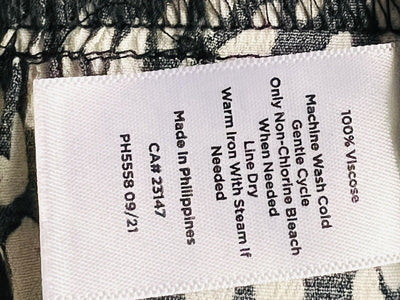 100% Viscose
Machine Wash Cold
Gentle Cycle
Only Non-Chlorine Bleach
When Needed
Line Dry
Warm Iron With Steam If
Needed
Made In Philippines
CA# 23147
PH5558 09/21